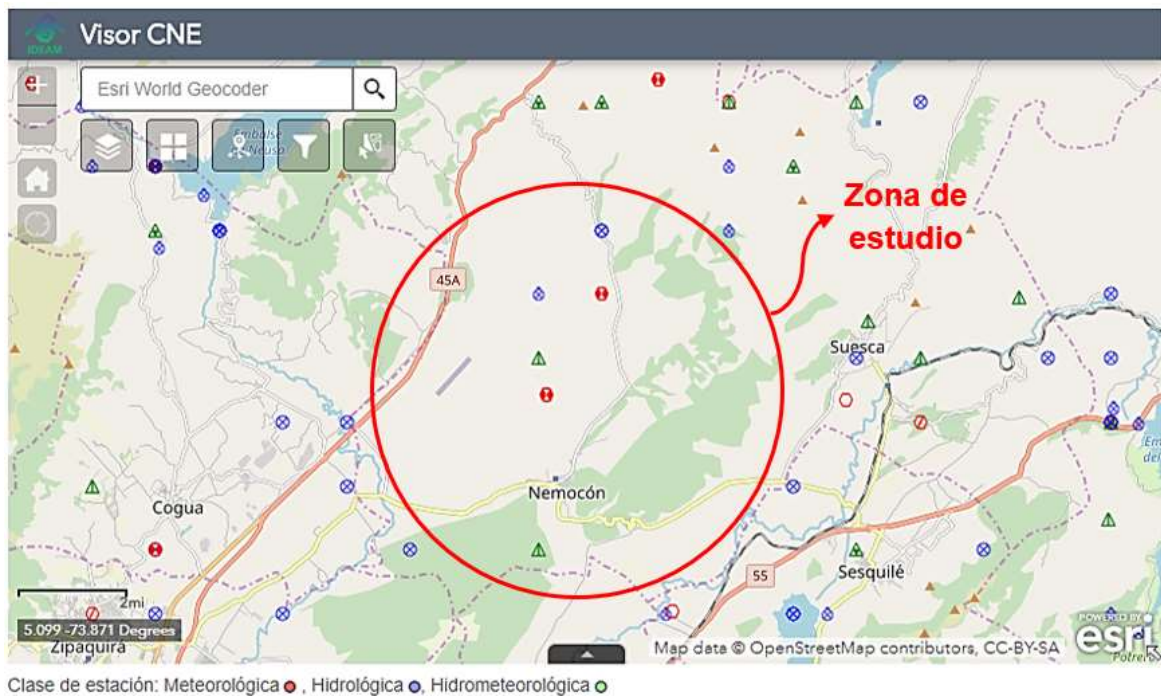 IDEAM
Visor CNE
Esri World Geocoder
Embalse
del Neusa
Zona de
estudio
45A
Suesca
Cogua
Nemocón
Sesquilé
55
2mi
5.099 -73.871 Degrees
Zipaquirá
Map data © OpenStreetMap contributors, CC-BY-SA
POWERED BY
esri
Clase de estación: Meteorológica , Hidrológica , Hidrometeorológica